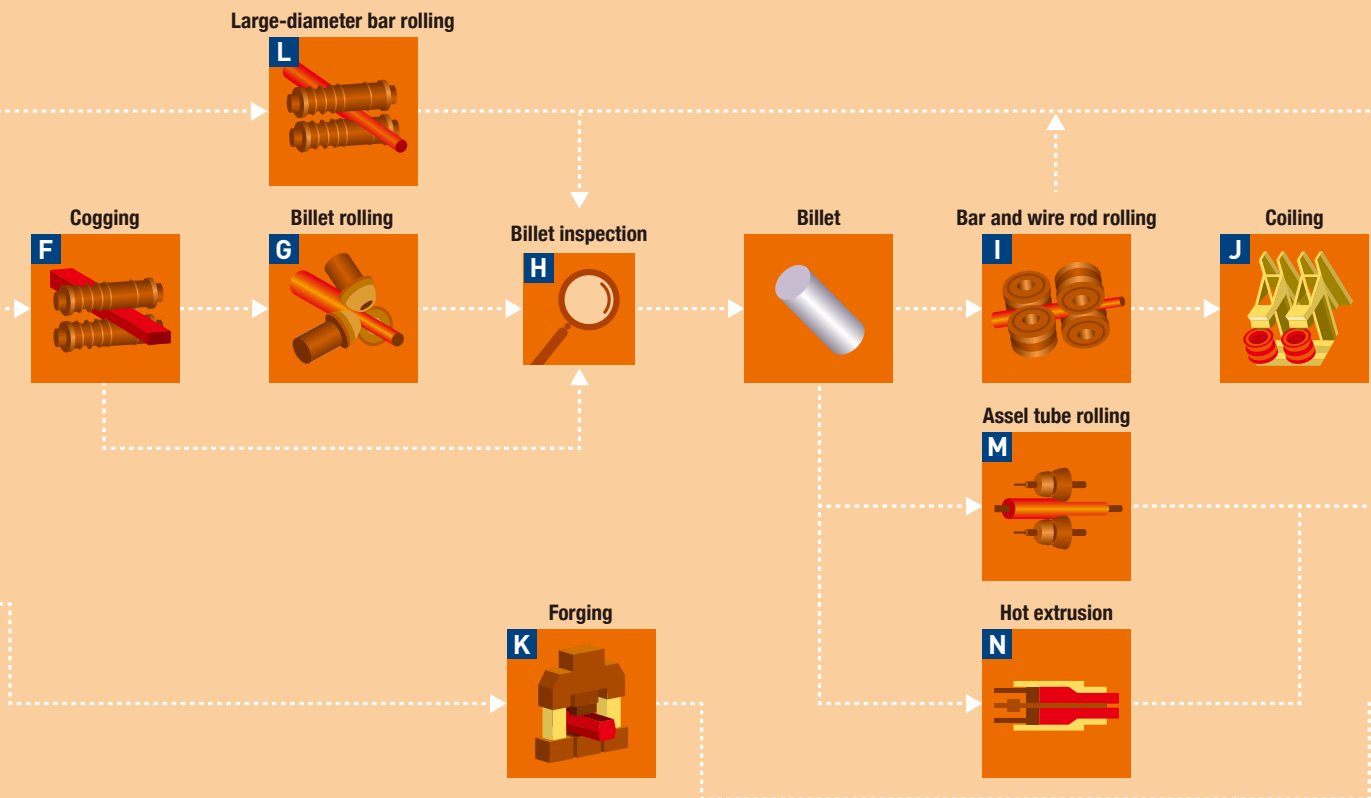 Large-diameter bar rolling
L
Cogging
F
Billet rolling
G
Billet inspection
H
Billet
Bar and wire rod rolling
I
Coiling
J
Assel tube rolling
M
Forging
K
Hot extrusion
N